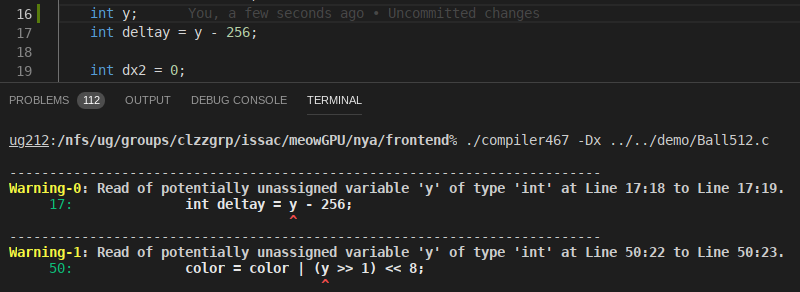 16 int y; You, a few seconds ago • Uncommitted changes
17 int deltay = y - 256;
18
19 int dx2 = 0;
PROBLEMS 112 OUTPUT DEBUG CONSOLE TERMINAL
ug212:/nfs/ug/groups/clzzgrp/issac/meowGPU/nya/frontend% ./compiler467 -Dx ../../demo/Ball512.c
--------------------------------------------------------------------------
Warning-0: Read of potentially unassigned variable 'y' of type 'int' at Line 17:18 to Line 17:19.
17: int deltay = y - 256;
^
--------------------------------------------------------------------------
Warning-1: Read of potentially unassigned variable 'y' of type 'int' at Line 50:22 to Line 50:23.
50: color = color | (y >> 1) << 8;
^